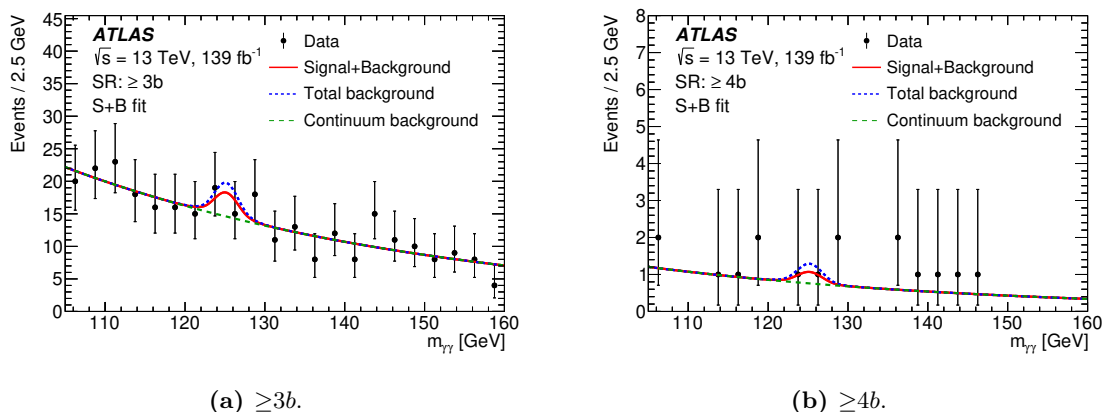 Events / 2.5 GeV
45
40
35
30
25
20
15
10
5
0
ATLAS
√s = 13 TeV, 139 fb⁻¹
SR: ≥ 3b
S+B fit
Data
Signal+Background
Total background
Continuum background
110 120 130 140 150 160
mγγ [GeV]
(a) ≥3b.
Events / 2.5 GeV
8
7
6
5
4
3
2
1
0
ATLAS
√s = 13 TeV, 139 fb⁻¹
SR: ≥ 4b
S+B fit
Data
Signal+Background
Total background
Continuum background
110 120 130 140 150 160
mγγ [GeV]
(b) ≥4b.